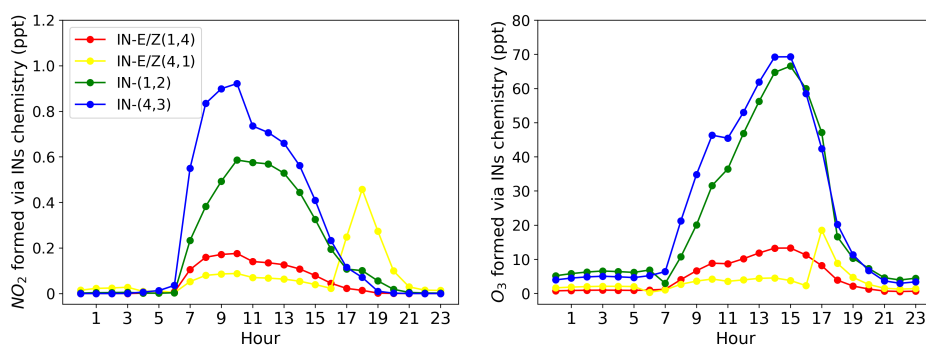 NO2 formed via INs chemistry (ppt)
1.2
1.0
0.8
0.6
0.4
0.2
0
IN-E/Z(1,4)
IN-E/Z(4,1)
IN-(1,2)
IN-(4,3)
1 3 5 7 9 11 13 15 17 19 21 23
Hour
O3 formed via INs chemistry (ppt)
80
70
60
50
40
30
20
10
0
1 3 5 7 9 11 13 15 17 19 21 23
Hour